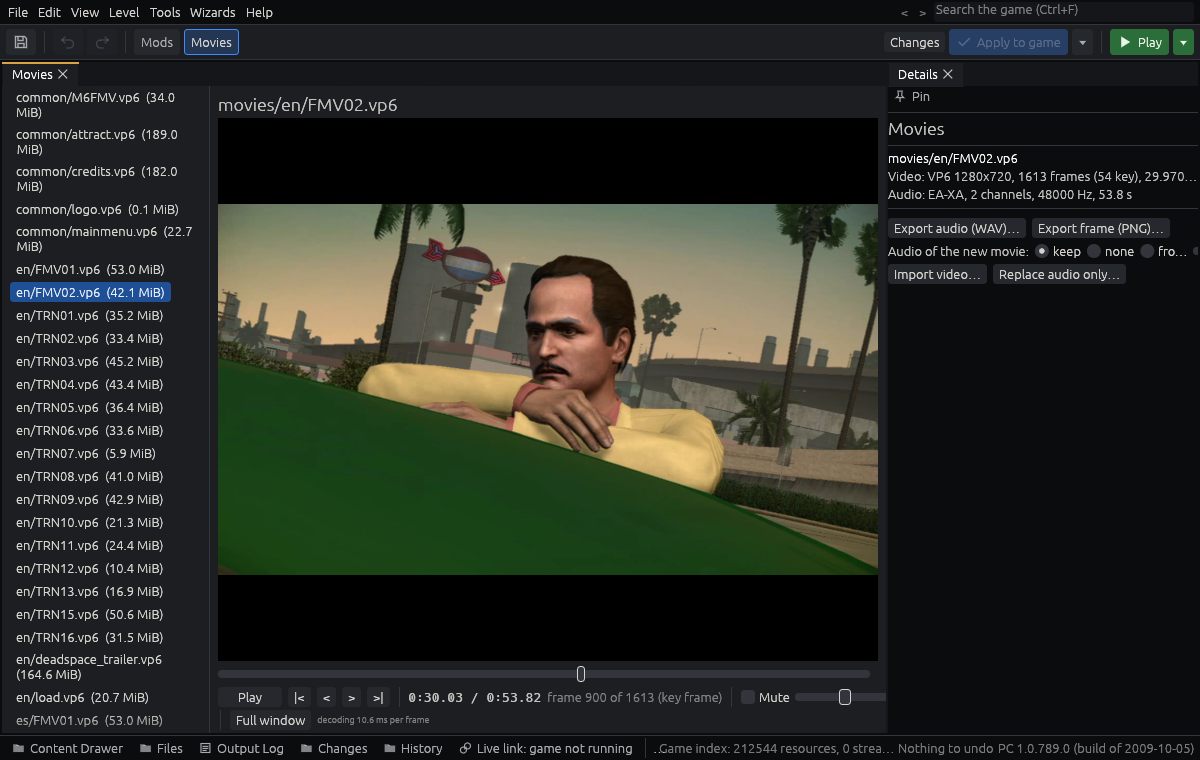 File Edit View Level Tools Wizards Help
< > Search the game (Ctrl+F)
Mods Movies
Changes Apply to game Play
Movies
Details
common/M6FMV.vp6 (34.0 MiB)
common/attract.vp6 (189.0 MiB)
common/credits.vp6 (182.0 MiB)
common/logo.vp6 (0.1 MiB)
common/mainmenu.vp6 (22.7 MiB)
en/FMV01.vp6 (53.0 MiB)
en/FMV02.vp6 (42.1 MiB)
en/TRN01.vp6 (35.2 MiB)
en/TRN02.vp6 (33.4 MiB)
en/TRN03.vp6 (45.2 MiB)
en/TRN04.vp6 (43.4 MiB)
en/TRN05.vp6 (36.4 MiB)
en/TRN06.vp6 (33.6 MiB)
en/TRN07.vp6 (5.9 MiB)
en/TRN08.vp6 (41.0 MiB)
en/TRN09.vp6 (42.9 MiB)
en/TRN10.vp6 (21.3 MiB)
en/TRN11.vp6 (24.4 MiB)
en/TRN12.vp6 (10.4 MiB)
en/TRN13.vp6 (16.9 MiB)
en/TRN15.vp6 (50.6 MiB)
en/TRN16.vp6 (31.5 MiB)
en/deadspace_trailer.vp6 (164.6 MiB)
en/load.vp6 (20.7 MiB)
es/FMV01.vp6 (53.0 MiB)
movies/en/FMV02.vp6
Play |< < > >| 0:30.03 / 0:53.82 frame 900 of 1613 (key frame) Mute
Full window decoding 10.6 ms per frame
Pin
Movies
movies/en/FMV02.vp6
Video: VP6 1280x720, 1613 frames (54 key), 29.970…
Audio: EA-XA, 2 channels, 48000 Hz, 53.8 s
Export audio (WAV)… Export frame (PNG)…
Audio of the new movie: keep none fro…
Import video… Replace audio only…
Content Drawer Files Output Log Changes History Live link: game not running …Game index: 212544 resources, 0 strea… Nothing to undo PC 1.0.789.0 (build of 2009-10-05)